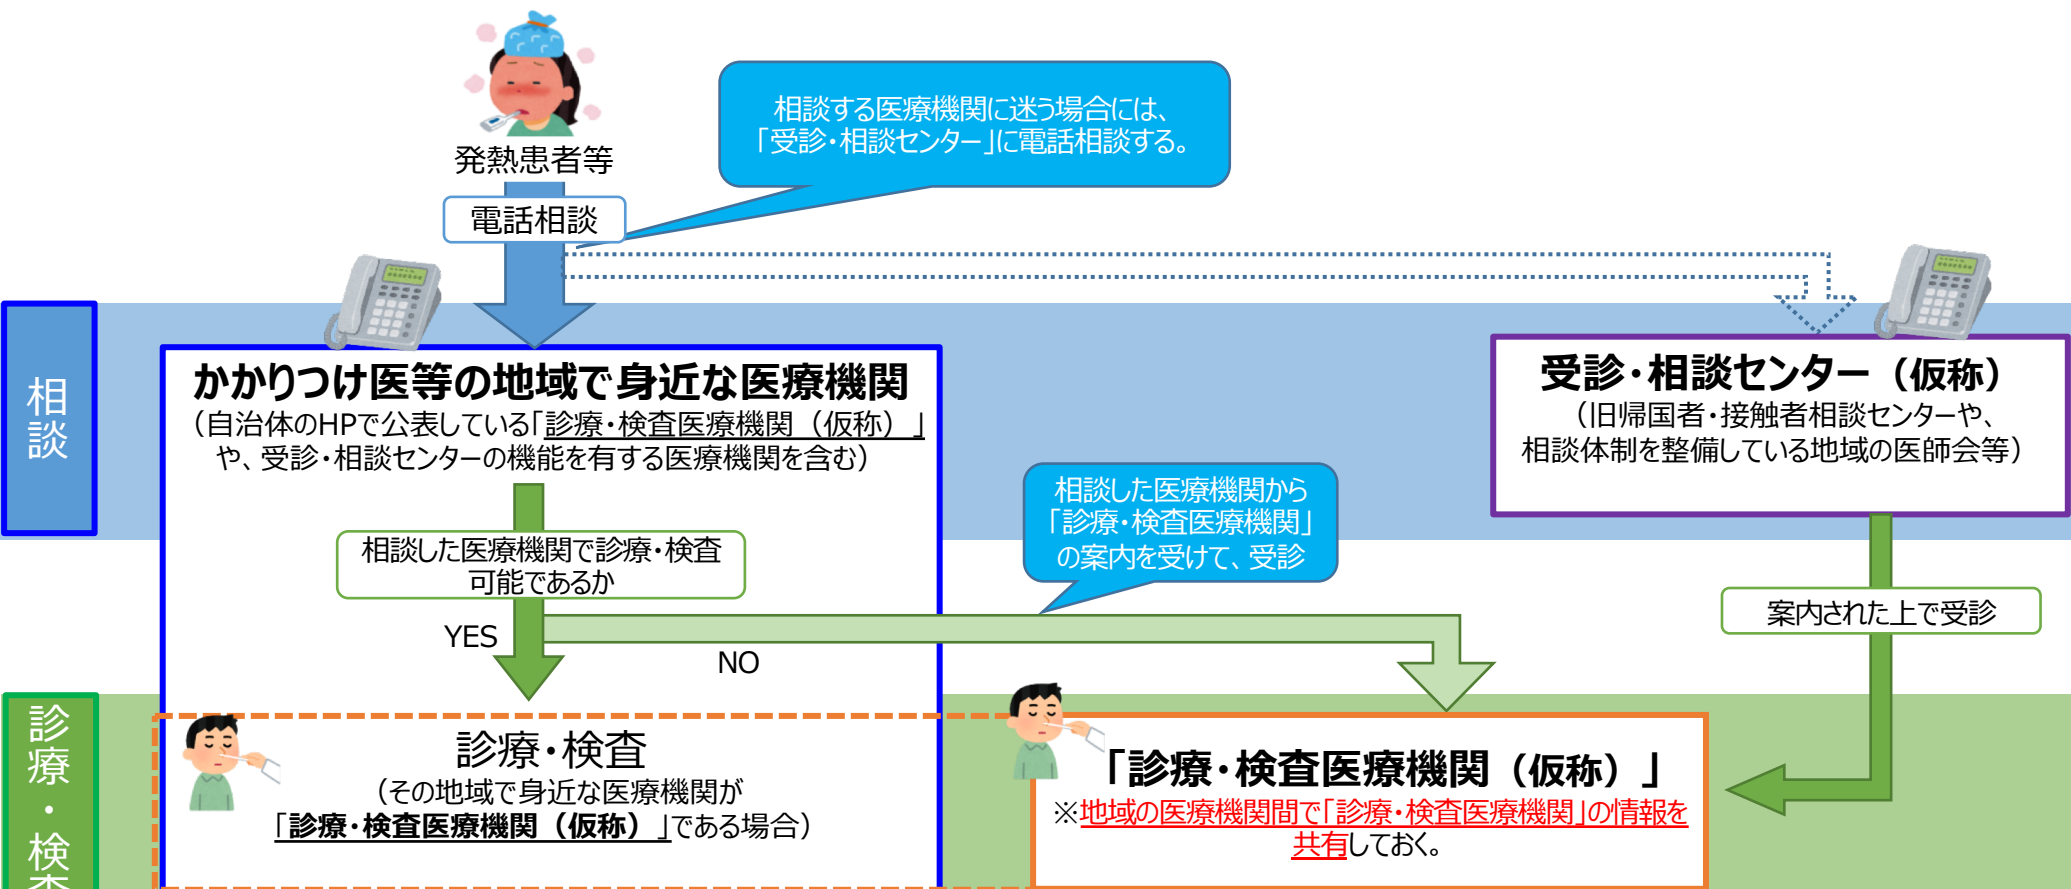 発熱患者等
相談する医療機関に迷う場合には、
「受診・相談センター」に電話相談する。
電話相談
相談
かかりつけ医等の地域で身近な医療機関
（自治体のHPで公表している「診療・検査医療機関（仮称）」
や、受診・相談センターの機能を有する医療機関を含む）
受診・相談センター（仮称）
（旧帰国者・接触者相談センターや、
相談体制を整備している地域の医師会等）
相談した医療機関から
「診療・検査医療機関」
の案内を受けて、受診
相談した医療機関で診療・検査
可能であるか
案内された上で受診
YES
NO
診療・検査
診療・検査
（その地域で身近な医療機関が
「診療・検査医療機関（仮称）」である場合）
「診療・検査医療機関（仮称）」
※地域の医療機関間で「診療・検査医療機関」の情報を
共有しておく。